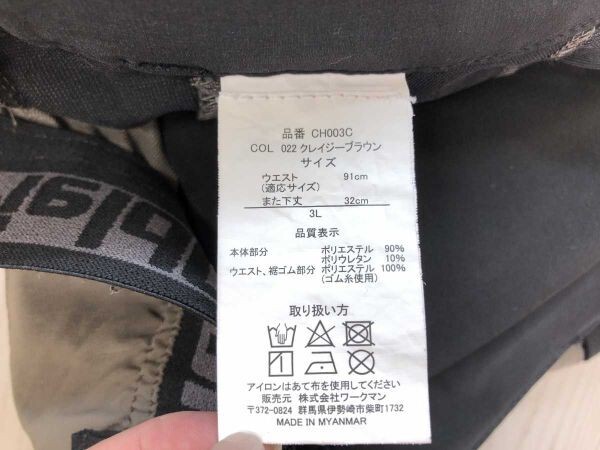 品番 CH003C
COL 022 クレイジーブラウン
サイズ
ウエスト 91cm
(適応サイズ)
また下丈 32cm
3L
品質表示
本体部分 ポリエステル 90%
ポリウレタン 10%
ウエスト、裾ゴム部分 ポリエステル 100%
(ゴム糸使用)
取り扱い方
アイロンはあて布を使用してください
販売元 株式会社ワークマン
〒372-0824 群馬県伊勢崎市柴町1732
MADE IN MYANMAR